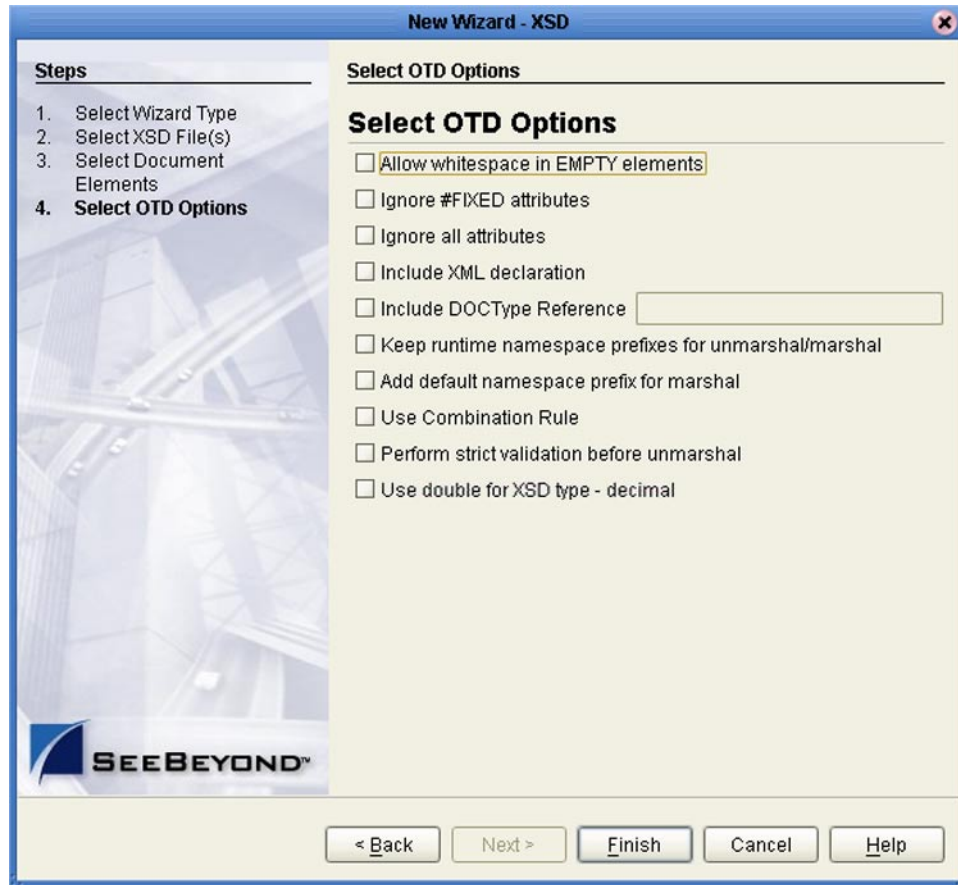 New Wizard - XSD
Steps
1. Select Wizard Type
2. Select XSD File(s)
3. Select Document
Elements
4. Select OTD Options
SEEBEYOND™
Select OTD Options
Select OTD Options
Allow whitespace in EMPTY elements
Ignore #FIXED attributes
Ignore all attributes
Include XML declaration
Include DOCType Reference
Keep runtime namespace prefixes for unmarshal/marshal
Add default namespace prefix for marshal
Use Combination Rule
Perform strict validation before unmarshal
Use double for XSD type - decimal
< Back Next > Finish Cancel Help